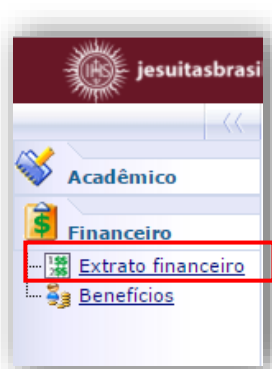 IHS
jesuitasbrasi
Acadêmico
Financeiro
Extrato financeiro
Benefícios